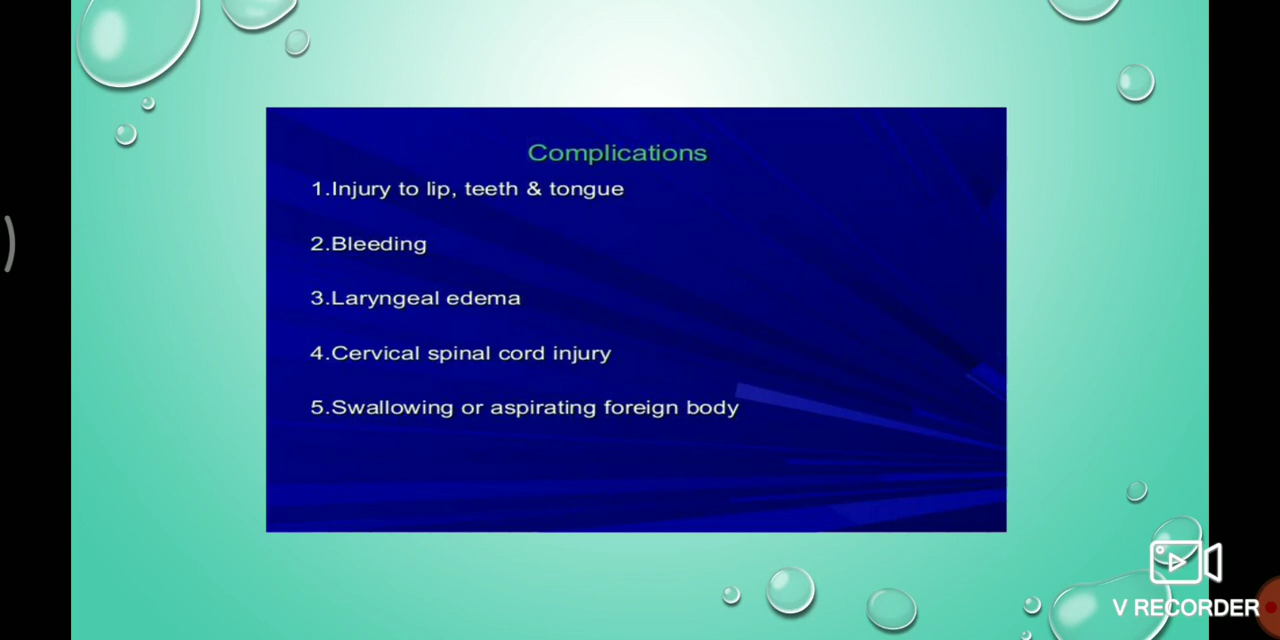 Complications
1.Injury to lip, teeth & tongue
2.Bleeding
3.Laryngeal edema
4.Cervical spinal cord injury
5.Swallowing or aspirating foreign body
V RECORDER